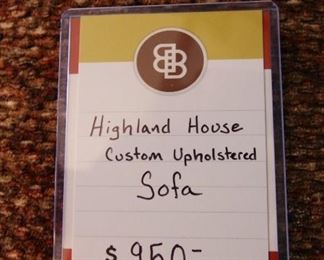 Highland House
Custom Upholstered
Sofa
$950-